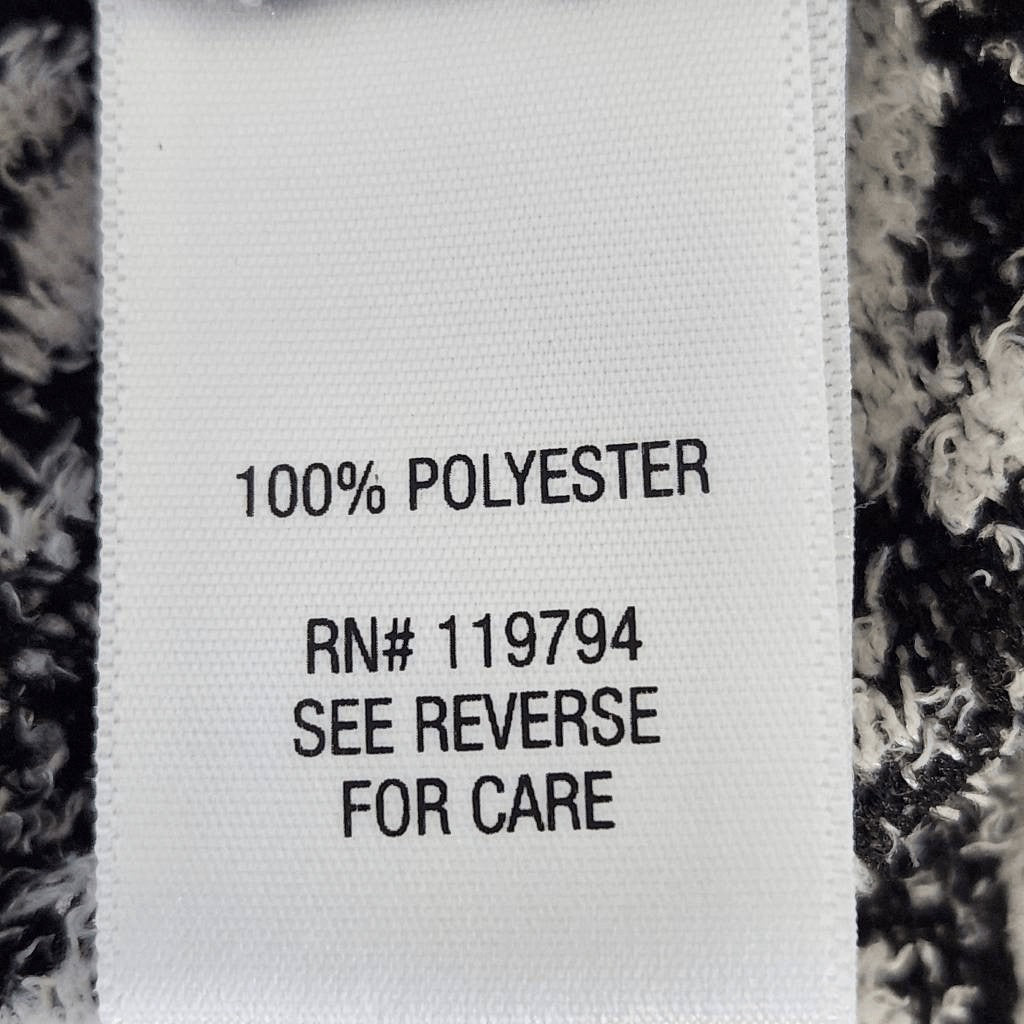 100% POLYESTER
RN# 119794
SEE REVERSE
FOR CARE